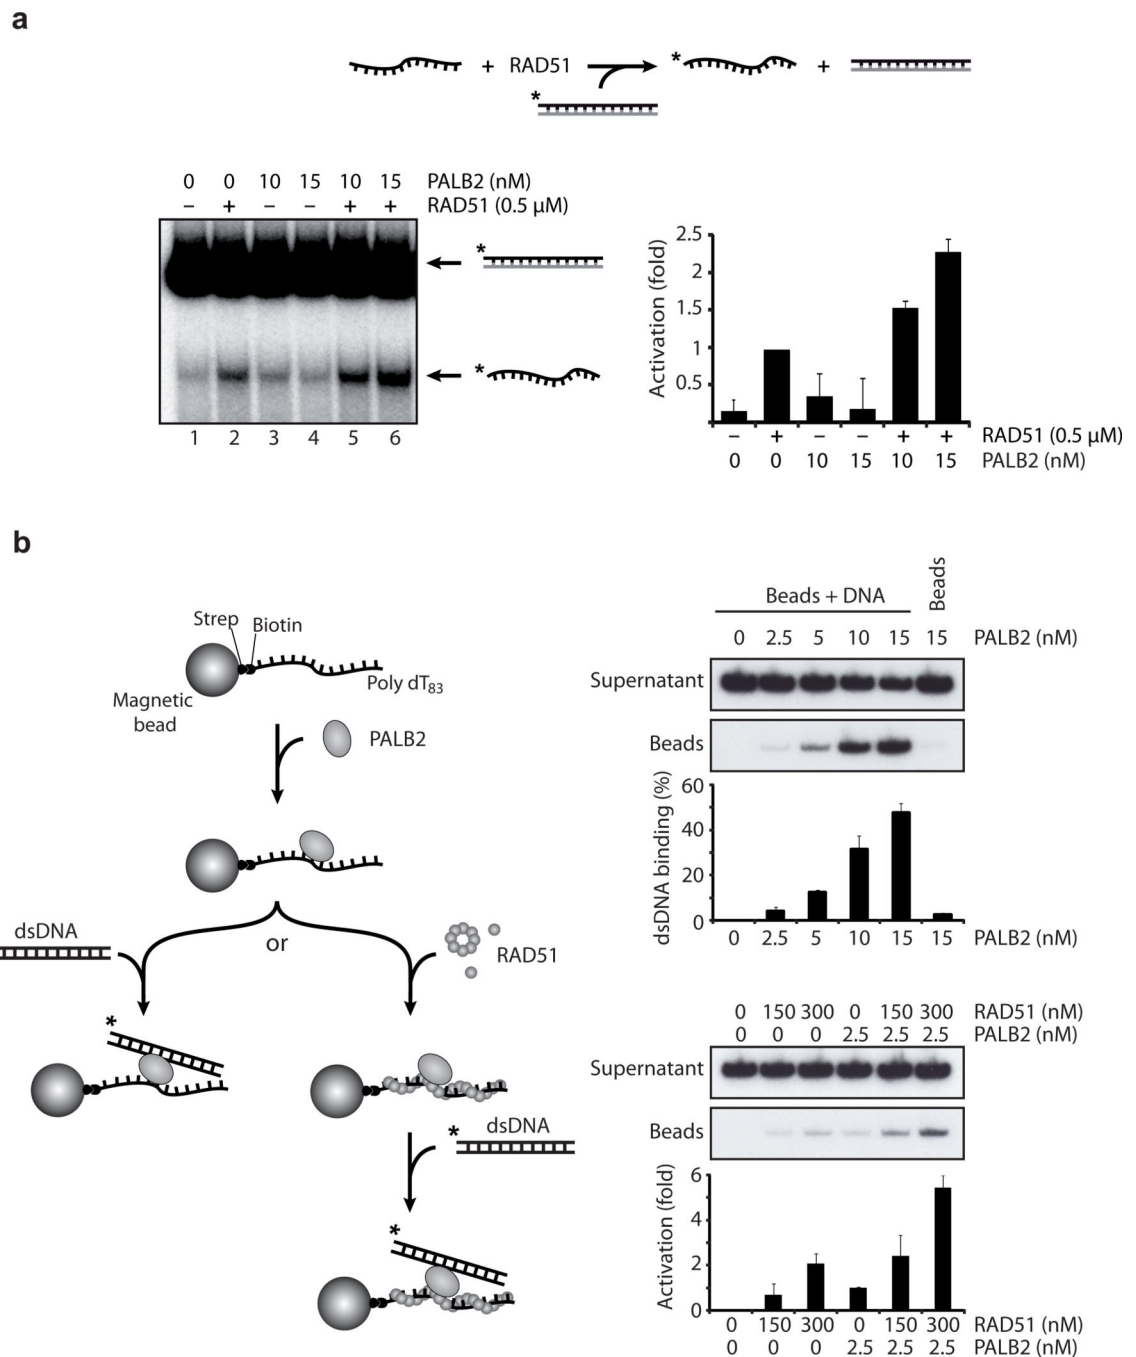 a
* + RAD51 * +
*
0 0 10 15 10 15 PALB2 (nM)
– + – – + + RAD51 (0.5 µM)
*
*
1 2 3 4 5 6
Activation (fold)
2.5
2
1.5
1
0.5
– + – – + + RAD51 (0.5 µM)
0 0 10 15 10 15 PALB2 (nM)
b
Strep
Biotin
Magnetic
bead
Poly dT83
PALB2
or
dsDNA
RAD51
*
* dsDNA
*
Beads + DNA
Beads
0 2.5 5 10 15 15 PALB2 (nM)
Supernatant
Beads
dsDNA binding (%)
60
40
20
0
0 2.5 5 10 15 15 PALB2 (nM)
0 150 300 0 150 300 RAD51 (nM)
0 0 0 2.5 2.5 2.5 PALB2 (nM)
Supernatant
Beads
Activation (fold)
6
4
2
0
0 150 300 0 150 300 RAD51 (nM)
0 0 0 2.5 2.5 2.5 PALB2 (nM)